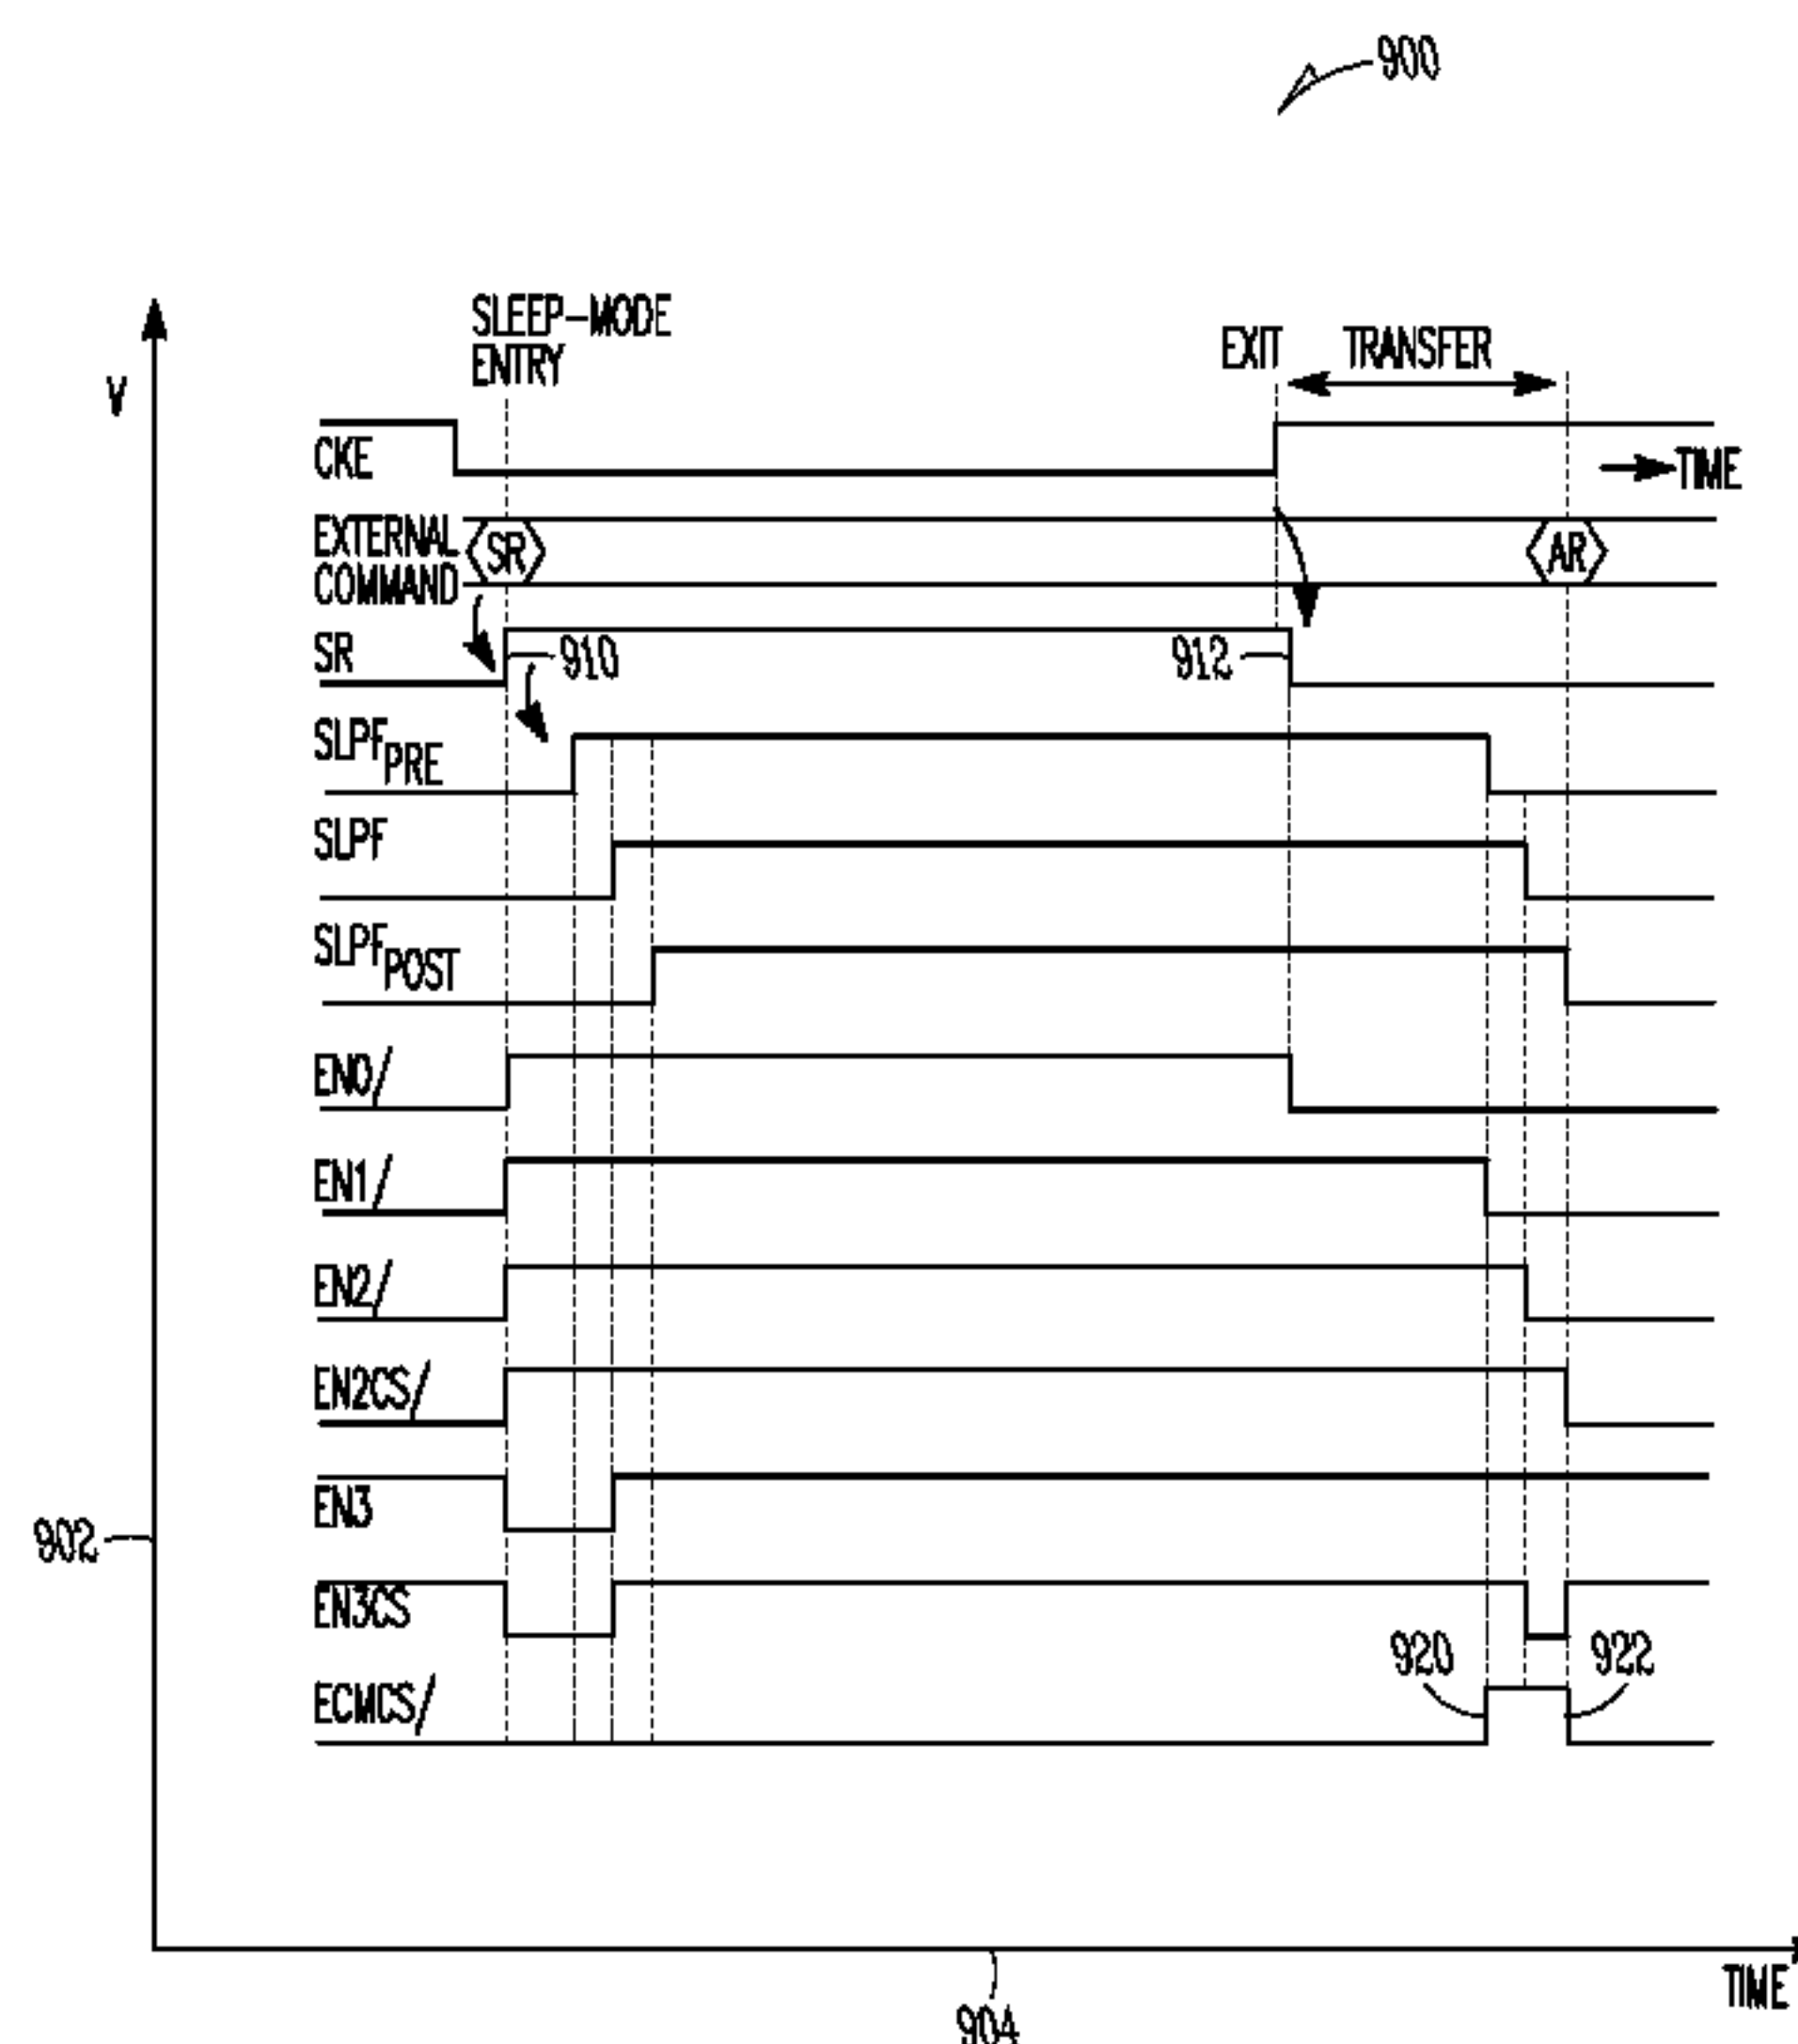 900
SLEEP-MODE
ENTRY
EXIT
TRANSFER
V
CKE
TIME
EXTERNAL
COMMAND
SR
AR
SR
910
912
SLPFPRE
SLPF
SLPFPOST
EN0/
EN1/
EN2/
EN2CS/
EN3
902
EN3CS
920
922
ECMCS/
TIME
904